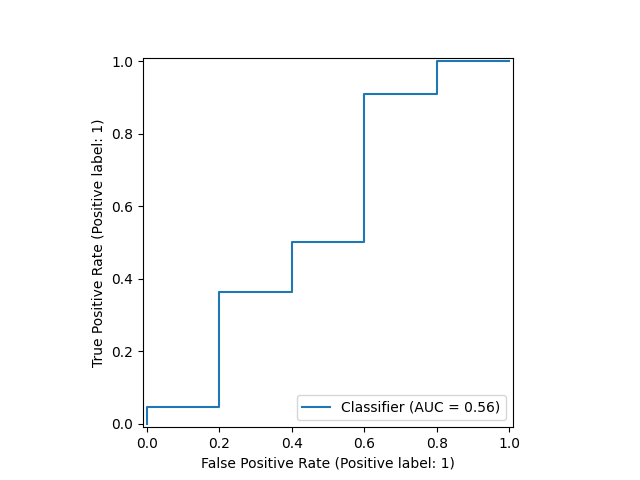 1.0
0.8
0.6
0.4
0.2
0.0
True Positive Rate (Positive label: 1)
Classifier (AUC = 0.56)
0.0 0.2 0.4 0.6 0.8 1.0
False Positive Rate (Positive label: 1)